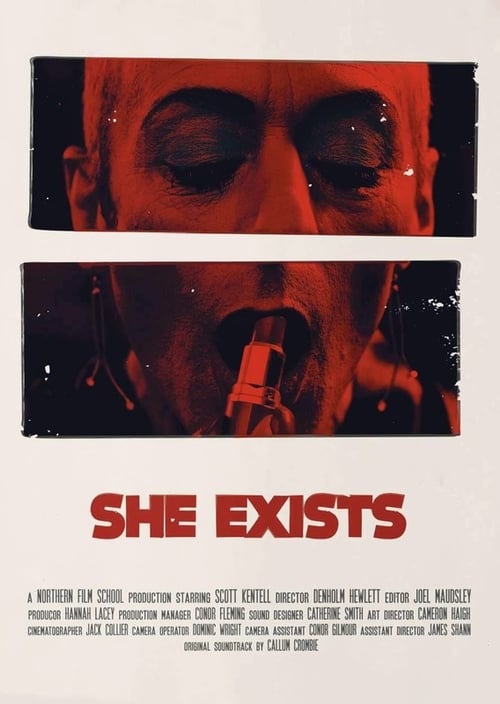 SHE EXISTS
A NORTHERN FILM SCHOOL PRODUCTION STARRING SCOTT KENTELL DIRECTOR DENHOLM HEWLETT EDITOR JOEL MAUDSLEY
PRODUCOR HANNAH LACEY PRODUCTION MANAGER CONOR FLEMING SOUND DESIGNER CATHERINE SMITH ART DIRECTOR CAMERON HAIGH
CINEMATOGRAPHER JACK COLLIER CAMERA OPERATOR DOMINIC WRIGHT CAMERA ASSISTANT CONOR GILMOUR ASSISTANT DIRECTOR JAMES SHANN
ORIGINAL SOUNDTRACK BY CALLUM CROMBIE